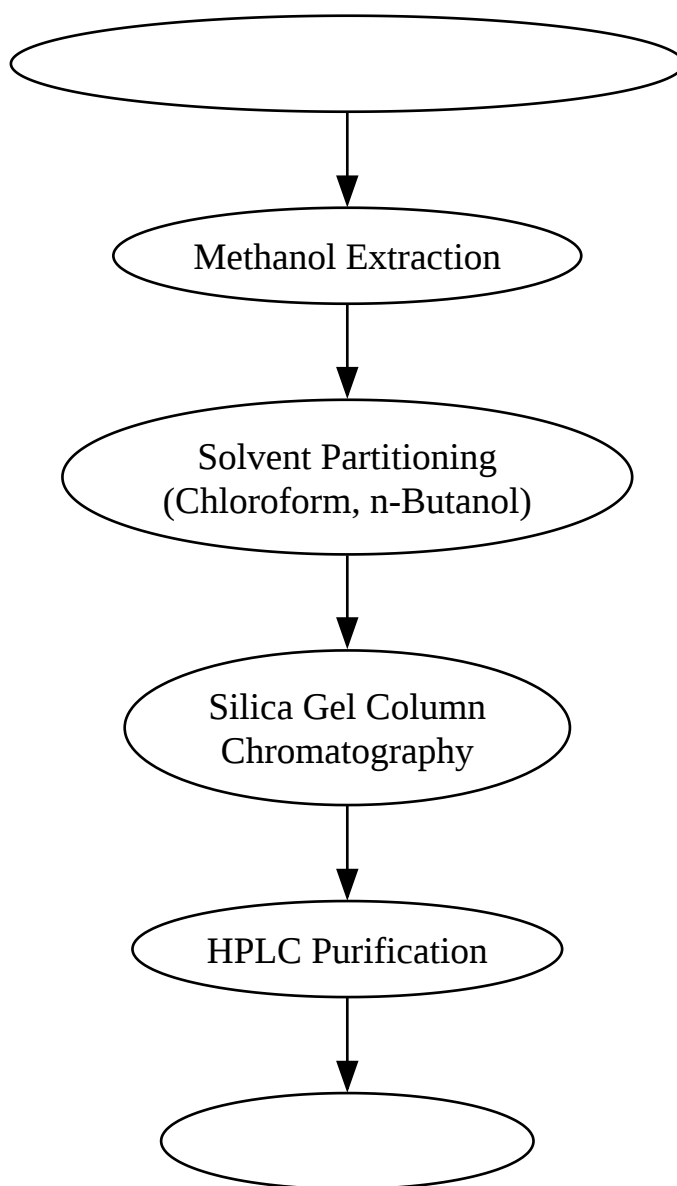 Methanol Extraction
Solvent Partitioning
(Chloroform, n-Butanol)
Silica Gel Column
Chromatography
HPLC Purification